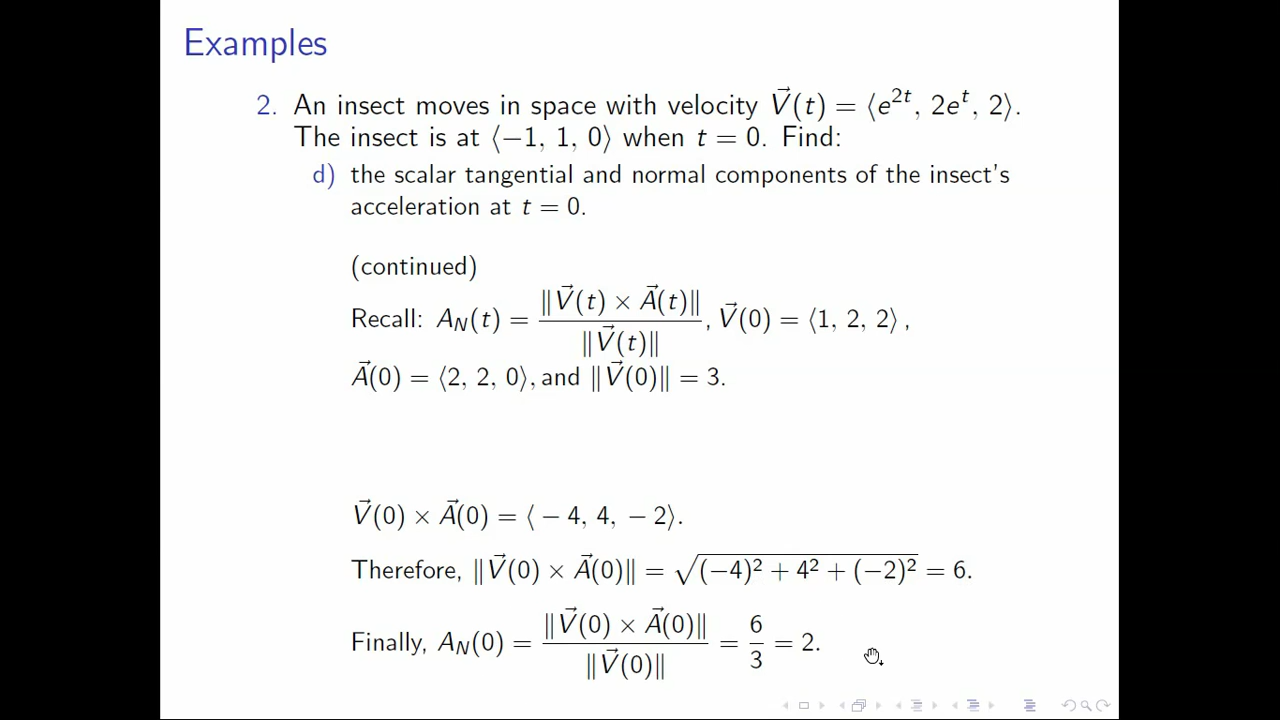 Examples
2. An insect moves in space with velocity V⃗(t) = ⟨e²ᵗ, 2eᵗ, 2⟩.
The insect is at ⟨−1, 1, 0⟩ when t = 0. Find:
d) the scalar tangential and normal components of the insect's
acceleration at t = 0.
(continued)
Recall: A_N(t) = ‖V⃗(t) × A⃗(t)‖ / ‖V⃗(t)‖, V⃗(0) = ⟨1, 2, 2⟩,
A⃗(0) = ⟨2, 2, 0⟩, and ‖V⃗(0)‖ = 3.
V⃗(0) × A⃗(0) = ⟨−4, 4, −2⟩.
Therefore, ‖V⃗(0) × A⃗(0)‖ = √((−4)² + 4² + (−2)²) = 6.
Finally, A_N(0) = ‖V⃗(0) × A⃗(0)‖ / ‖V⃗(0)‖ = 6/3 = 2.